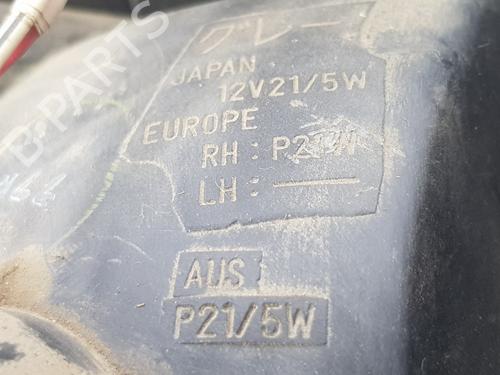 グレー
JAPAN
12V21/5W
EUROPE
RH: P21W
LH: —
AUS
P21/5W
B-PARTS